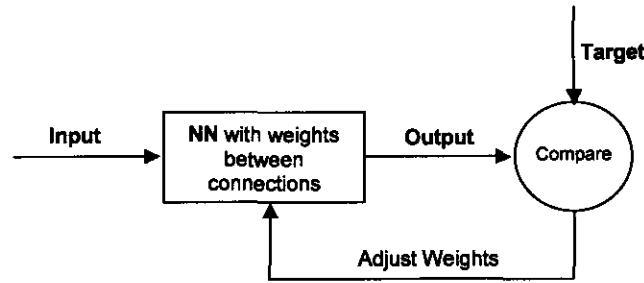 Target
Input
NN with weights
between
connections
Output
Compare
Adjust Weights